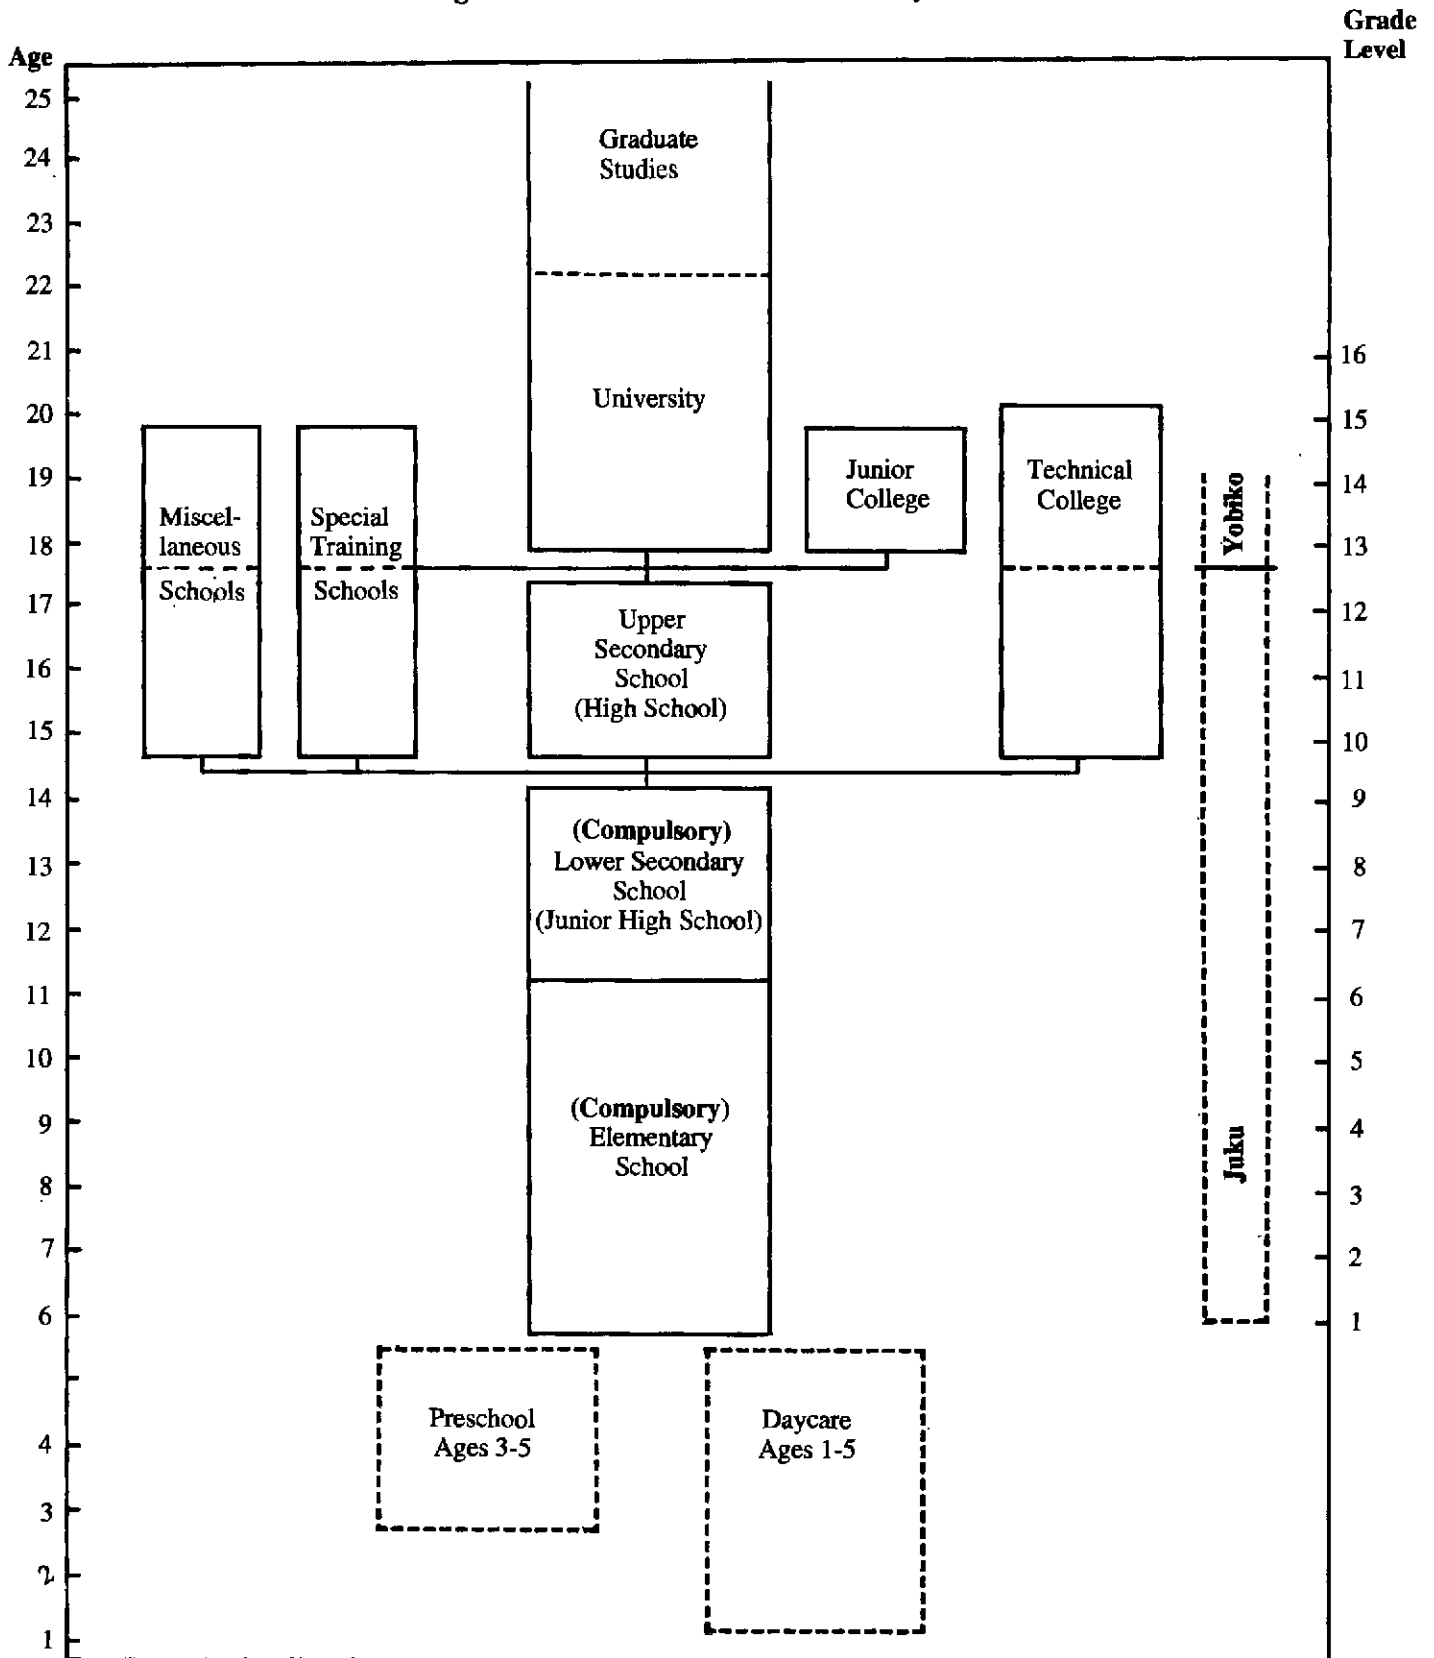 Grade
Level
Age
25
24
23
22
21
20
19
18
17
16
15
14
13
12
11
10
9
8
7
6
4
3
2
1
Graduate
Studies
University
Miscel-
laneous
Schools
Special
Training
Schools
Junior
College
Technical
College
Upper
Secondary
School
(High School)
(Compulsory)
Lower Secondary
School
(Junior High School)
(Compulsory)
Elementary
School
Preschool
Ages 3-5
Daycare
Ages 1-5
Yobiko
Juku
16
15
14
13
12
11
10
9
8
7
6
5
4
3
2
1